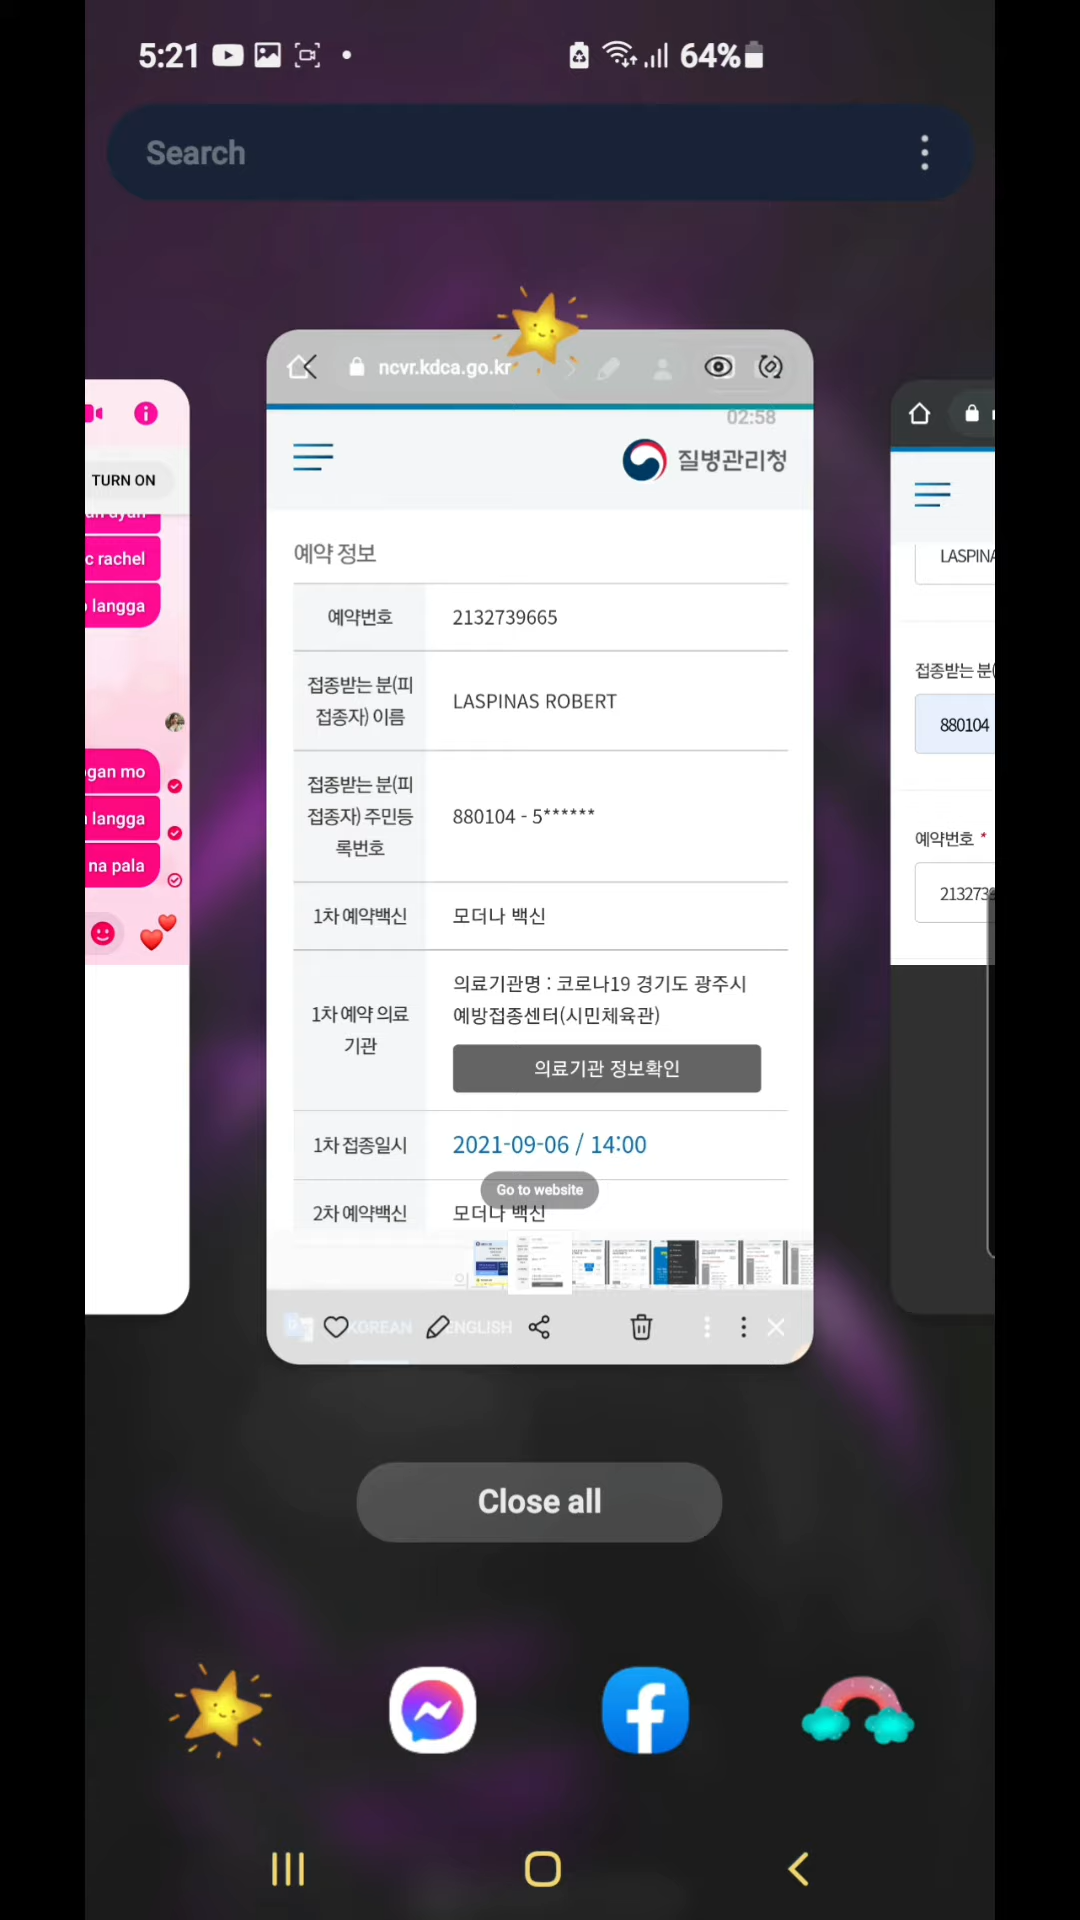 5:21
64%
Search
ncvr.kdca.go.kr
02:58
질병관리청
예약 정보
예약번호
2132739665
접종받는 분(피
접종자) 이름
LASPINAS ROBERT
접종받는 분(피
접종자) 주민등
록번호
880104 - 5******
1차 예약백신
모더나 백신
1차 예약 의료
기관
의료기관명 : 코로나19 경기도 광주시
예방접종센터(시민체육관)
의료기관 정보확인
1차 접종일시
2021-09-06 / 14:00
Go to website
2차 예약백신
모더나 백신
KOREAN
ENGLISH
TURN ON
c rachel
langga
gan mo
langga
na pala
LASPINA
접종받는 분(
880104
예약번호 *
213273
Close all